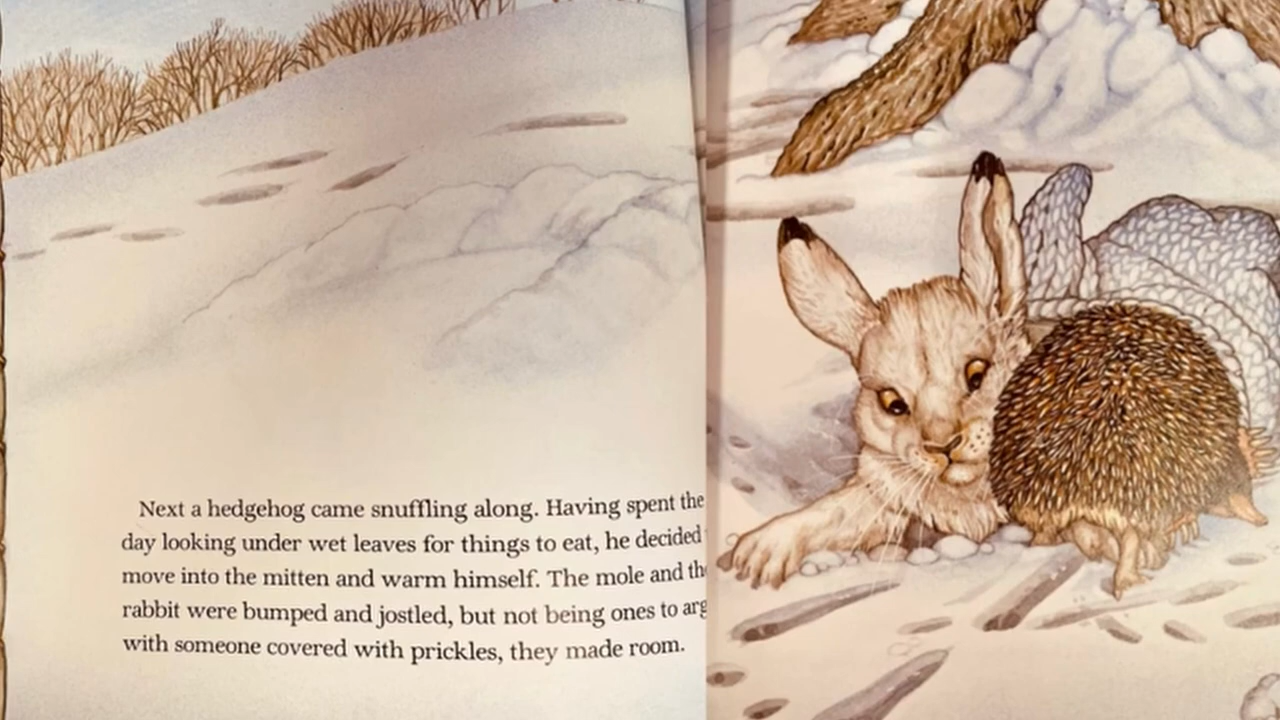 Next a hedgehog came snuffling along. Having spent the
day looking under wet leaves for things to eat, he decided
move into the mitten and warm himself. The mole and
rabbit were bumped and jostled, but not being ones to
with someone covered with prickles, they made room.